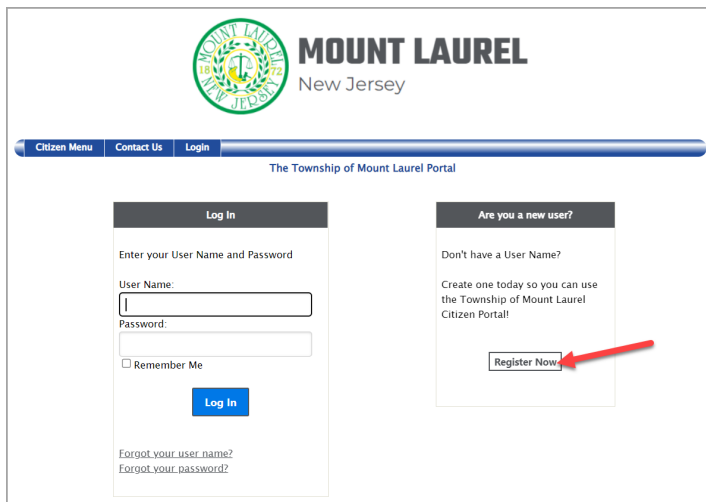 MOUNT LAUREL
18 72
NEW JERSEY
MOUNT LAUREL
New Jersey
Citizen Menu Contact Us Login
The Township of Mount Laurel Portal
Log In
Enter your User Name and Password
User Name:
Password:
Remember Me
Log In
Forgot your user name?
Forgot your password?
Are you a new user?
Don't have a User Name?
Create one today so you can use
the Township of Mount Laurel
Citizen Portal!
Register Now